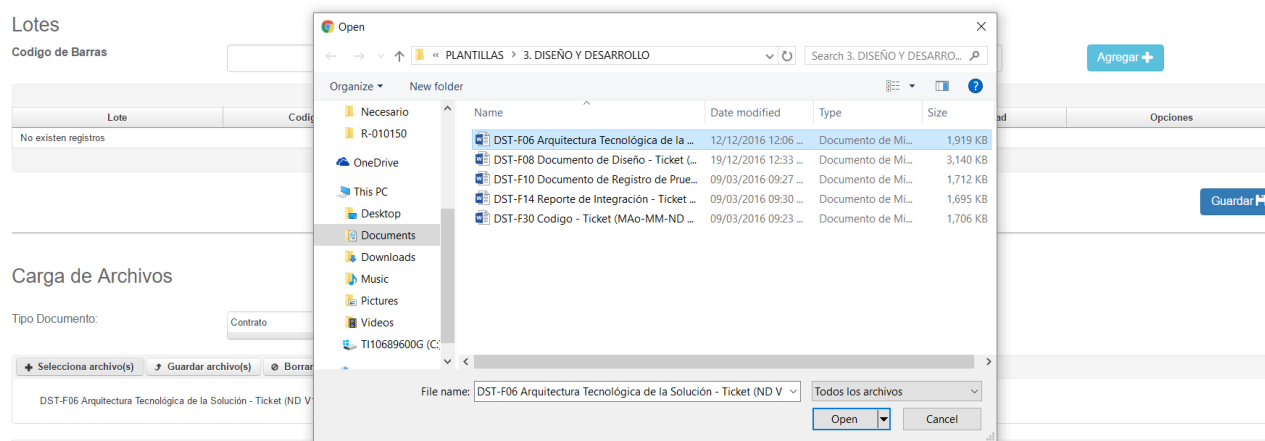 Lotes
Codigo de Barras
Agregar
Lote
Codig
ad
Opciones
No existen registros
Guardar
Carga de Archivos
Tipo Documento:
Contrato
Selecciona archivo(s) Guardar archivo(s) Borrar
DST-F06 Arquitectura Tecnológica de la Solución - Ticket (ND V
Open
« PLANTILLAS > 3. DISEÑO Y DESARROLLO
Search 3. DISEÑO Y DESARRO...
Organize New folder
Necesario
R-010150
OneDrive
This PC
Desktop
Documents
Downloads
Music
Pictures
Videos
TI10689600G (C:
Name Date modified Type Size
DST-F06 Arquitectura Tecnológica de la ... 12/12/2016 12:06 ... Documento de Mi... 1,919 KB
DST-F08 Documento de Diseño - Ticket (... 19/12/2016 12:33 ... Documento de Mi... 3,140 KB
DST-F10 Documento de Registro de Prue... 09/03/2016 09:27 ... Documento de Mi... 1,712 KB
DST-F14 Reporte de Integración - Ticket ... 09/03/2016 09:30 ... Documento de Mi... 1,695 KB
DST-F30 Codigo - Ticket (MAo-MM-ND ... 09/03/2016 09:23 ... Documento de Mi... 1,706 KB
File name: DST-F06 Arquitectura Tecnológica de la Solución - Ticket (ND V
Todos los archivos
Open Cancel